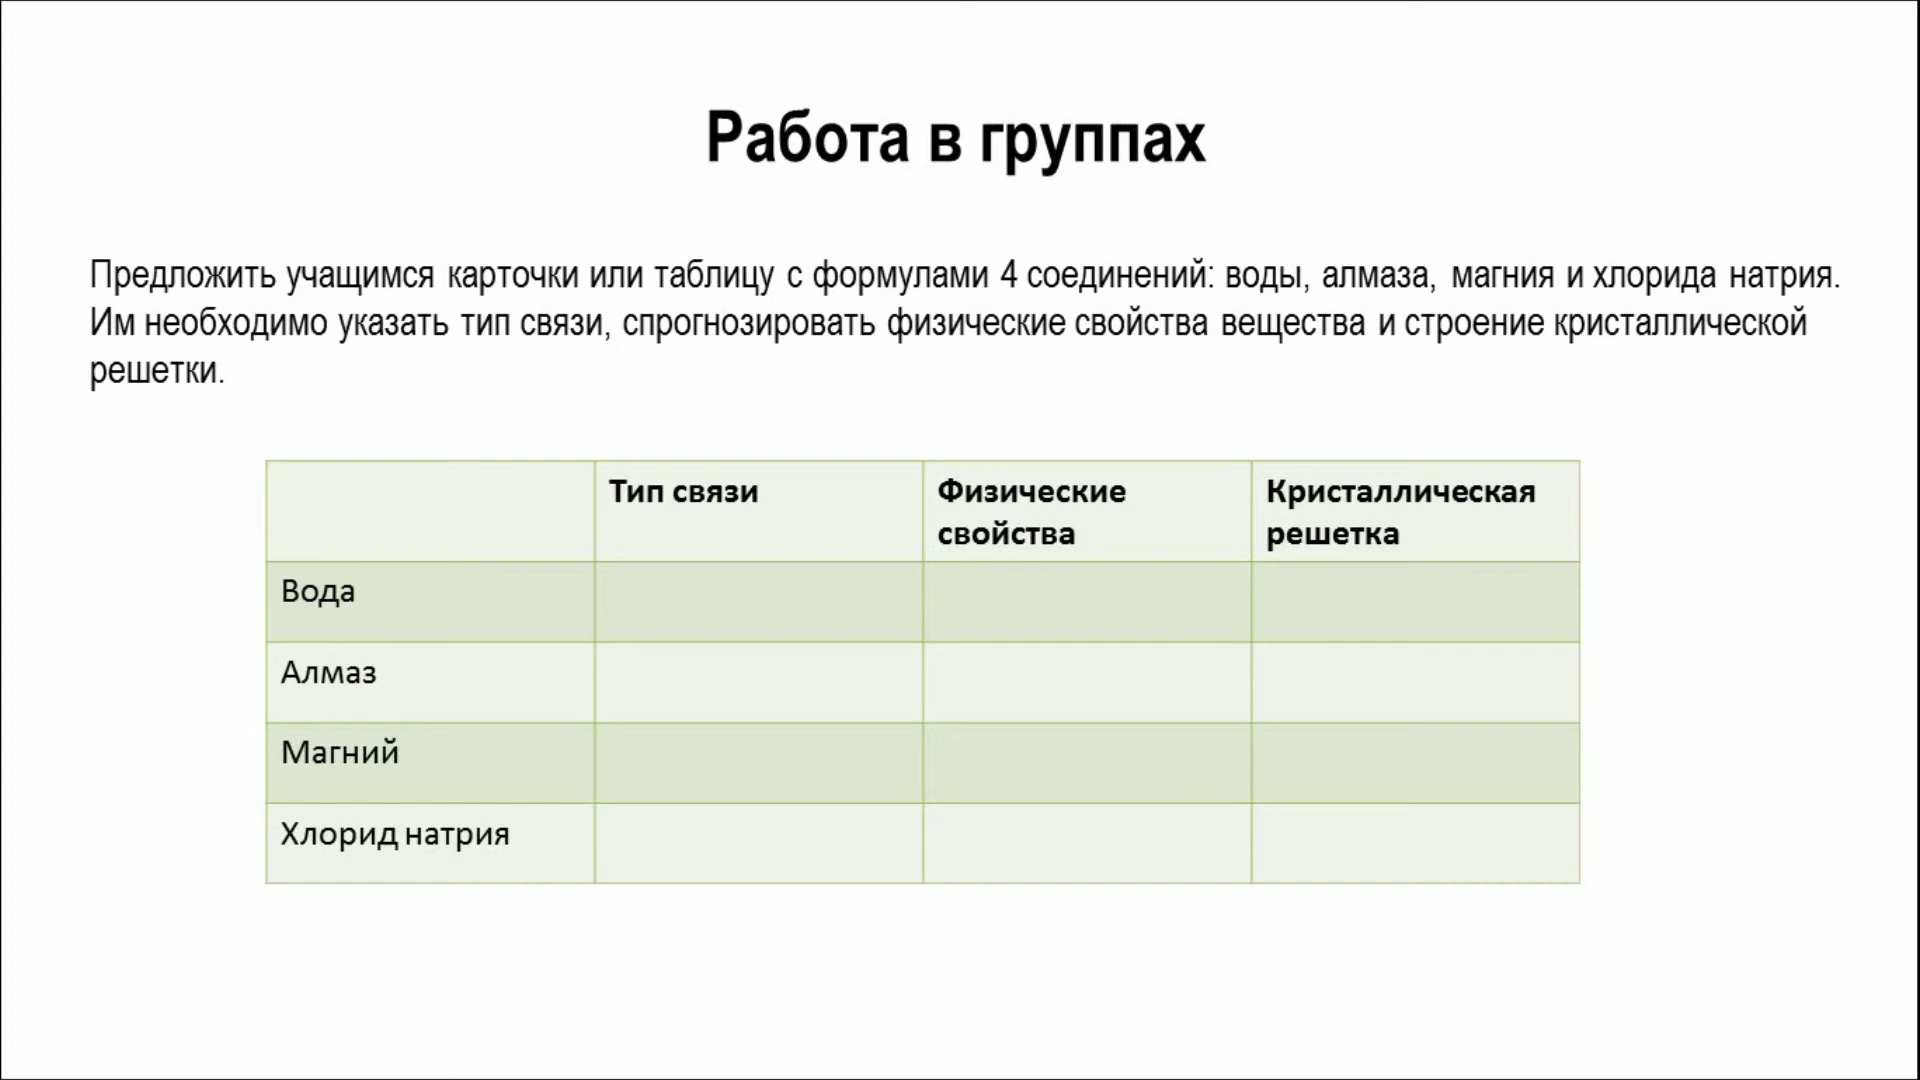 Работа в группах
Предложить учащимся карточки или таблицу с формулами 4 соединений: воды, алмаза, магния и хлорида натрия.
Им необходимо указать тип связи, спрогнозировать физические свойства вещества и строение кристаллической
решетки.
Тип связи
Физические
свойства
Кристаллическая
решетка
Вода
Алмаз
Магний
Хлорид натрия